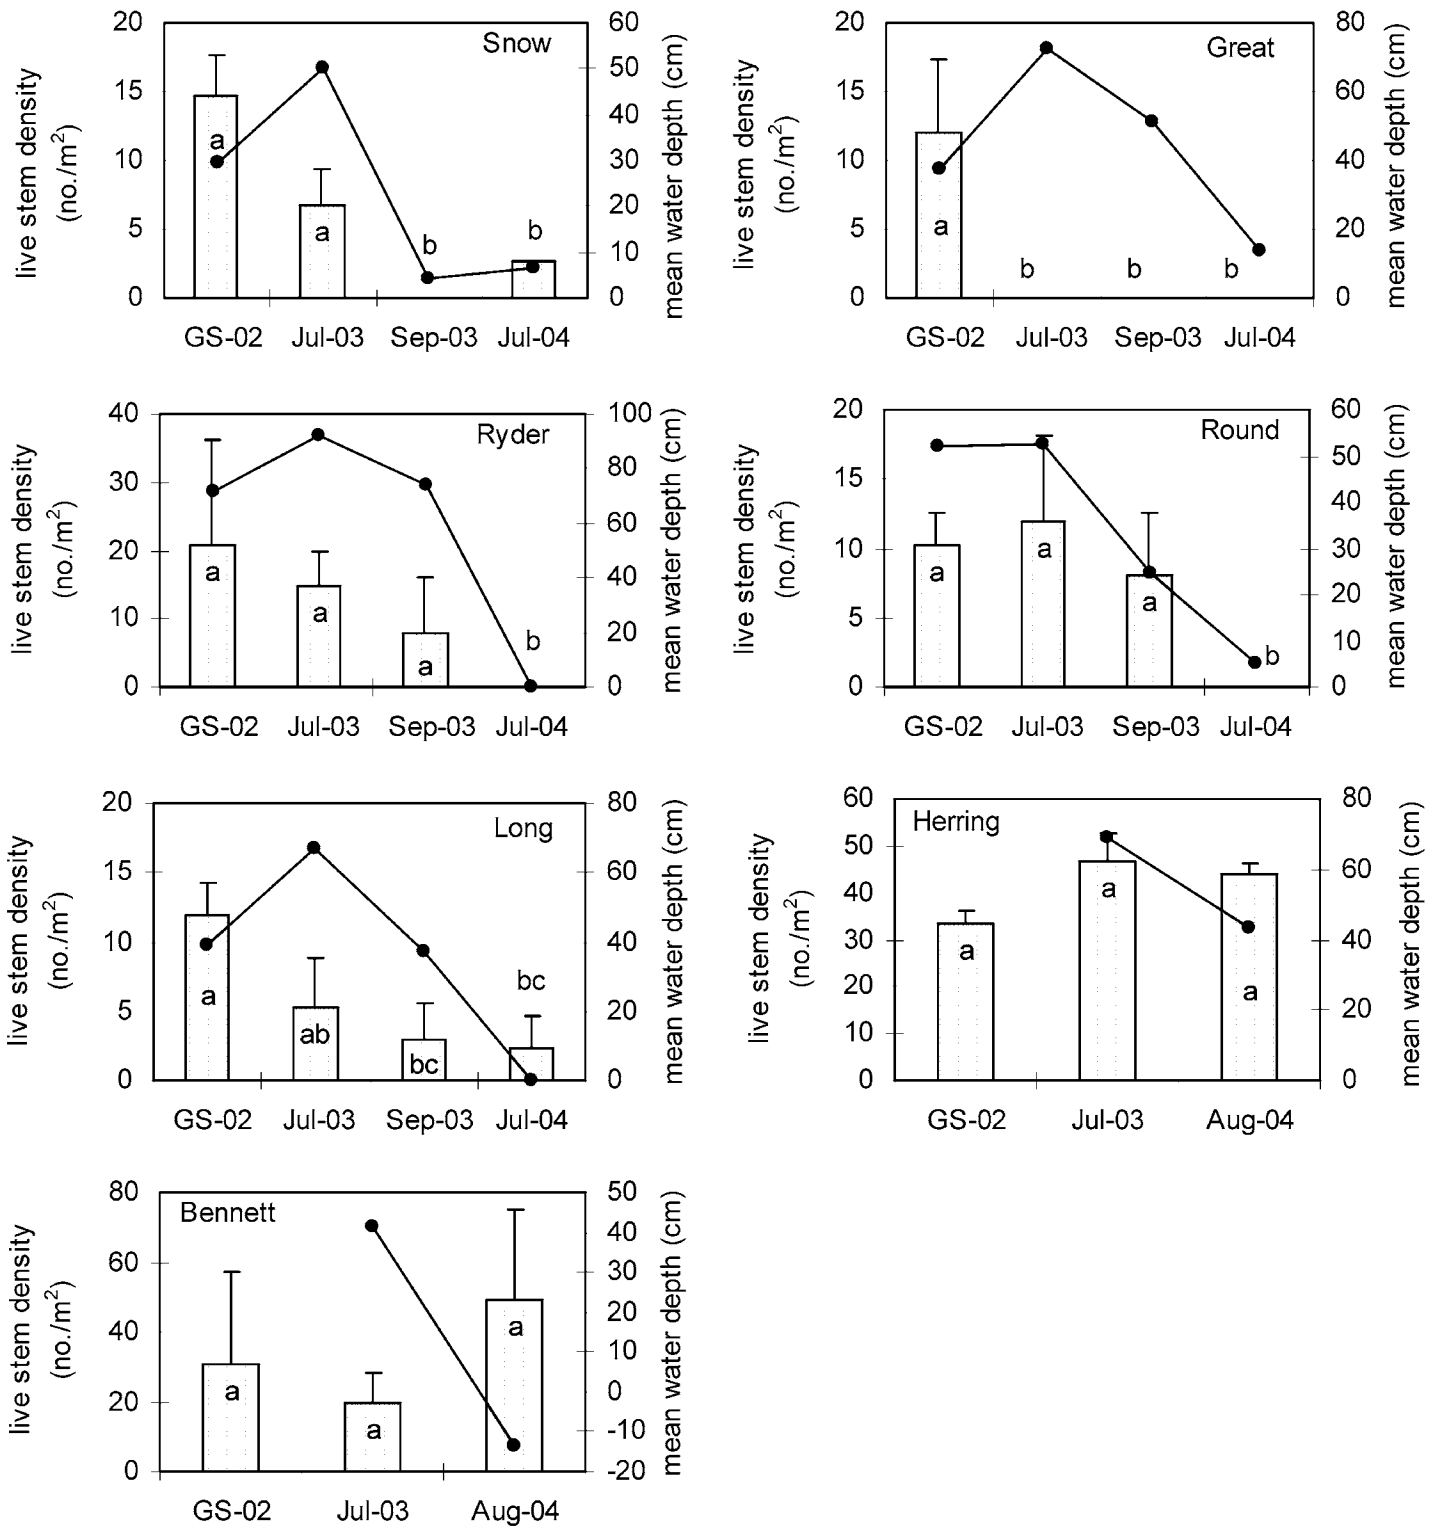 Snow
live stem density
(no./m²)
mean water depth (cm)
20
15
10
5
0
60
50
40
30
20
10
0
a
a
b
b
GS-02 Jul-03 Sep-03 Jul-04
Great
live stem density
(no./m²)
mean water depth (cm)
20
15
10
5
0
80
60
40
20
0
a
b
b
b
GS-02 Jul-03 Sep-03 Jul-04
Ryder
live stem density
(no./m²)
mean water depth (cm)
40
30
20
10
0
100
80
60
40
20
0
a
a
a
b
GS-02 Jul-03 Sep-03 Jul-04
Round
live stem density
(no./m²)
mean water depth (cm)
20
15
10
5
0
60
50
40
30
20
10
0
a
a
a
b
GS-02 Jul-03 Sep-03 Jul-04
Long
live stem density
(no./m²)
mean water depth (cm)
20
15
10
5
0
80
60
40
20
0
a
ab
bc
bc
GS-02 Jul-03 Sep-03 Jul-04
Herring
live stem density
(no./m²)
mean water depth (cm)
60
50
40
30
20
10
0
80
60
40
20
0
a
a
a
GS-02 Jul-03 Aug-04
Bennett
live stem density
(no./m²)
mean water depth (cm)
80
60
40
20
0
50
40
30
20
10
0
-10
-20
a
a
a
GS-02 Jul-03 Aug-04